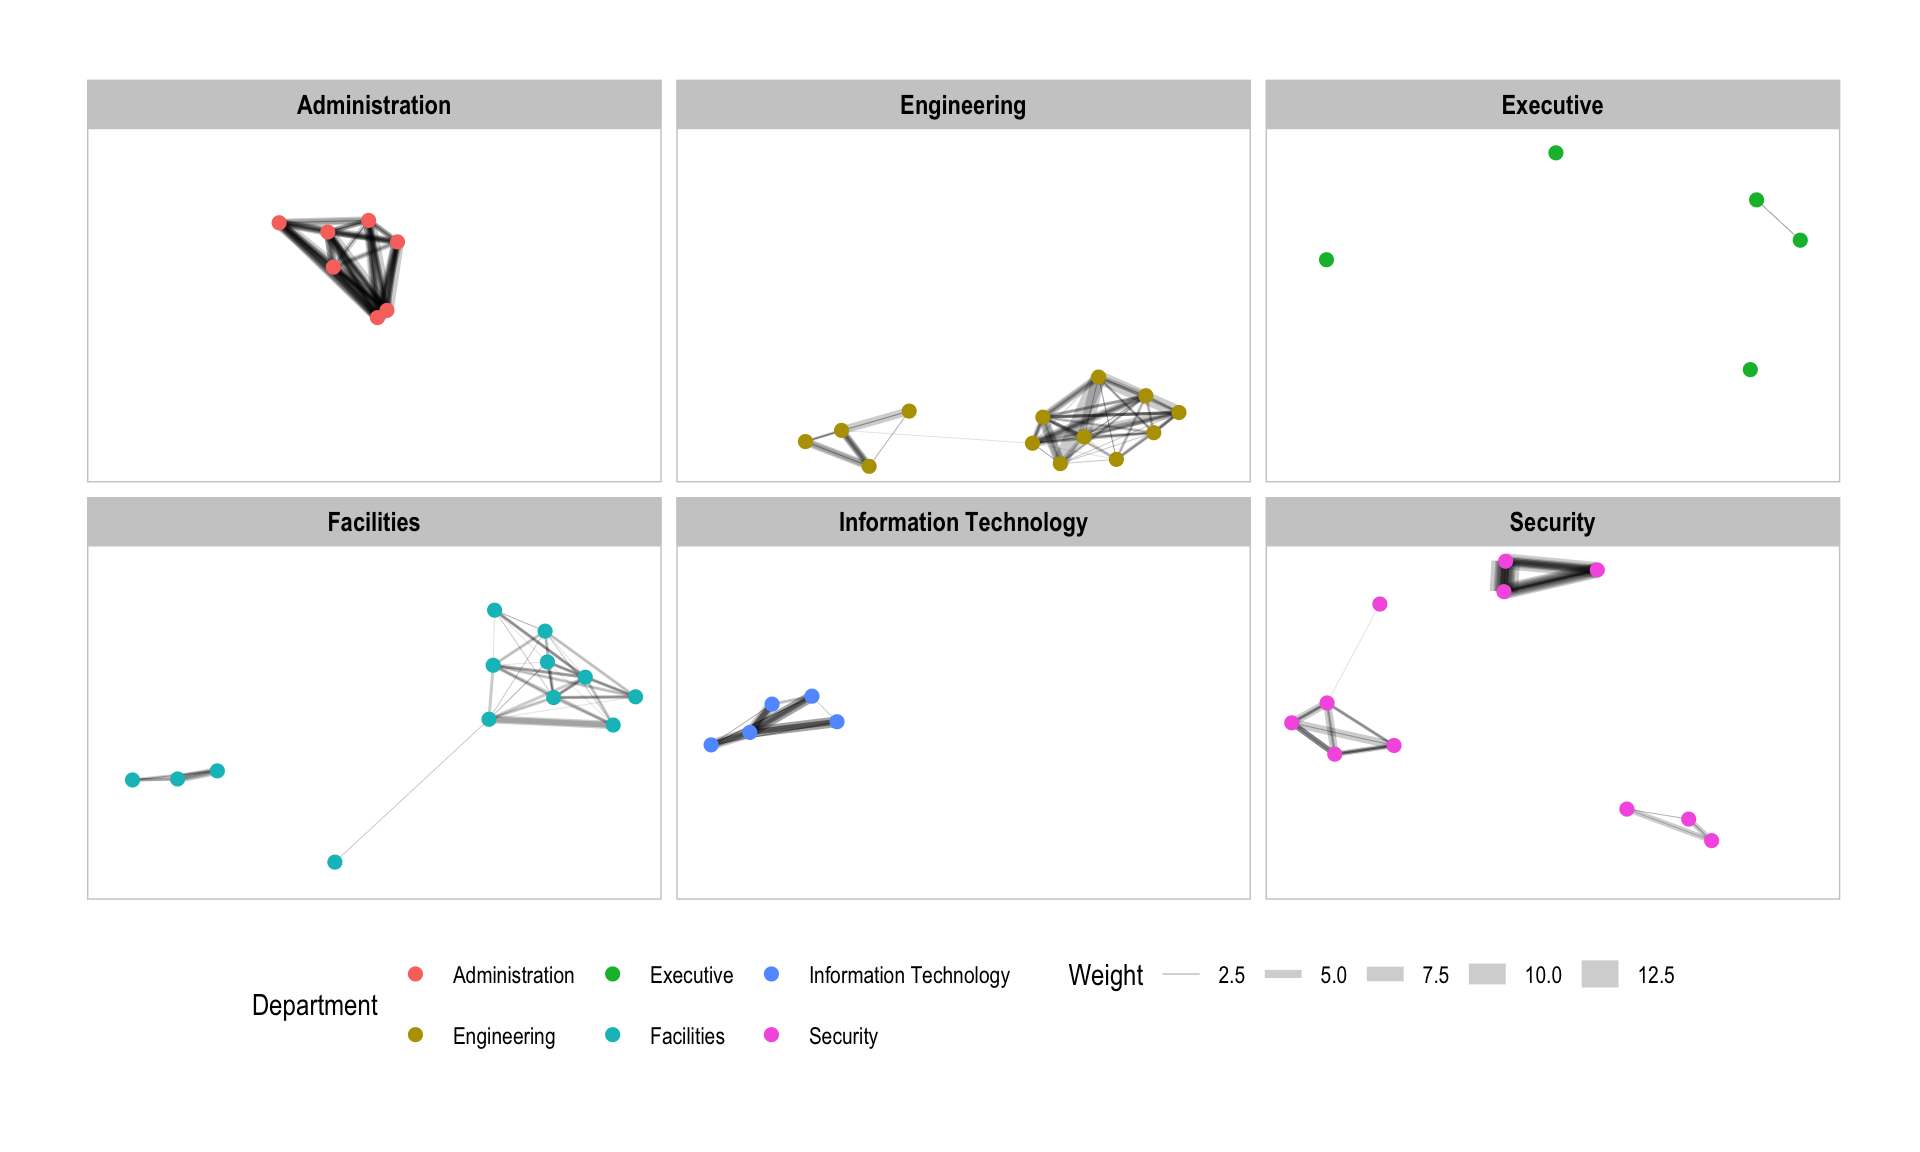 Administration
Engineering
Executive
Facilities
Information Technology
Security
Department
Administration
Executive
Information Technology
Engineering
Facilities
Security
Weight
2.5
5.0
7.5
10.0
12.5